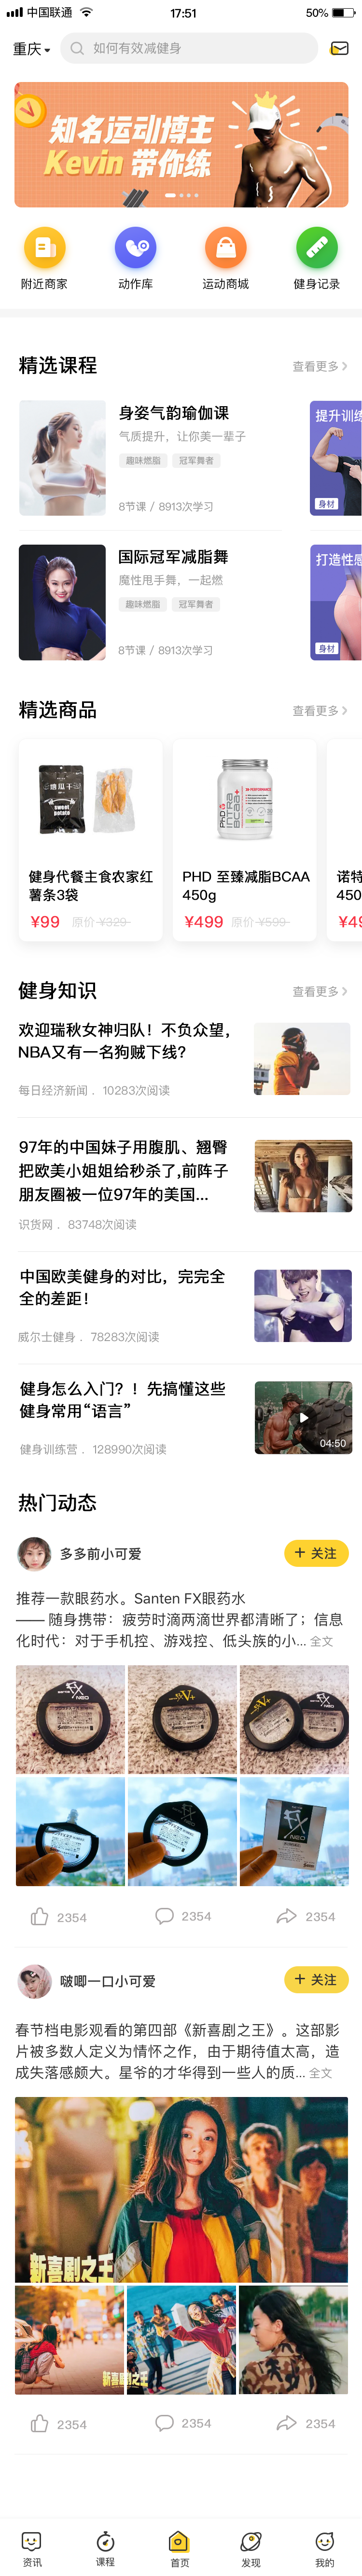 中国联通
17:51
50%
重庆
如何有效减健身
知名运动博主
Kevin 带你练
附近商家
动作库
运动商城
健身记录
精选课程
查看更多
身姿气韵瑜伽课
气质提升，让你美一辈子
趣味燃脂
冠军舞者
8节课 / 8913次学习
提升训练
身材
国际冠军减脂舞
魔性甩手舞，一起燃
趣味燃脂
冠军舞者
8节课 / 8913次学习
打造性感
身材
精选商品
查看更多
sweet potato
健身代餐主食农家红
薯条3袋
¥99
原价 ¥329
PHD
INTRA
BCAA+
PHD 至臻减脂BCAA
450g
¥499
原价 ¥599
诺特
450
¥49
健身知识
查看更多
欢迎瑞秋女神归队！不负众望，
NBA又有一名狗贼下线？
每日经济新闻 . 10283次阅读
97年的中国妹子用腹肌、翘臀
把欧美小姐姐给秒杀了,前阵子
朋友圈被一位97年的美国...
识货网 . 83748次阅读
中国欧美健身的对比，完完全
全的差距！
威尔士健身 . 78283次阅读
健身怎么入门？！先搞懂这些
健身常用“语言”
健身训练营 . 128990次阅读
04:50
热门动态
多多前小可爱
+ 关注
推荐一款眼药水。Santen FX眼药水
—— 随身携带：疲劳时滴两滴世界都清晰了；信息
化时代：对于手机控、游戏控、低头族的小... 全文
FX
NEO
V+
V+
FX
NEO
2354
2354
2354
啵唧一口小可爱
+ 关注
春节档电影观看的第四部《新喜剧之王》。这部影
片被多数人定义为情怀之作，由于期待值太高，造
成失落感颇大。星爷的才华得到一些人的质... 全文
新喜剧之王
新喜剧之王
2354
2354
2354
资讯
课程
首页
发现
我的